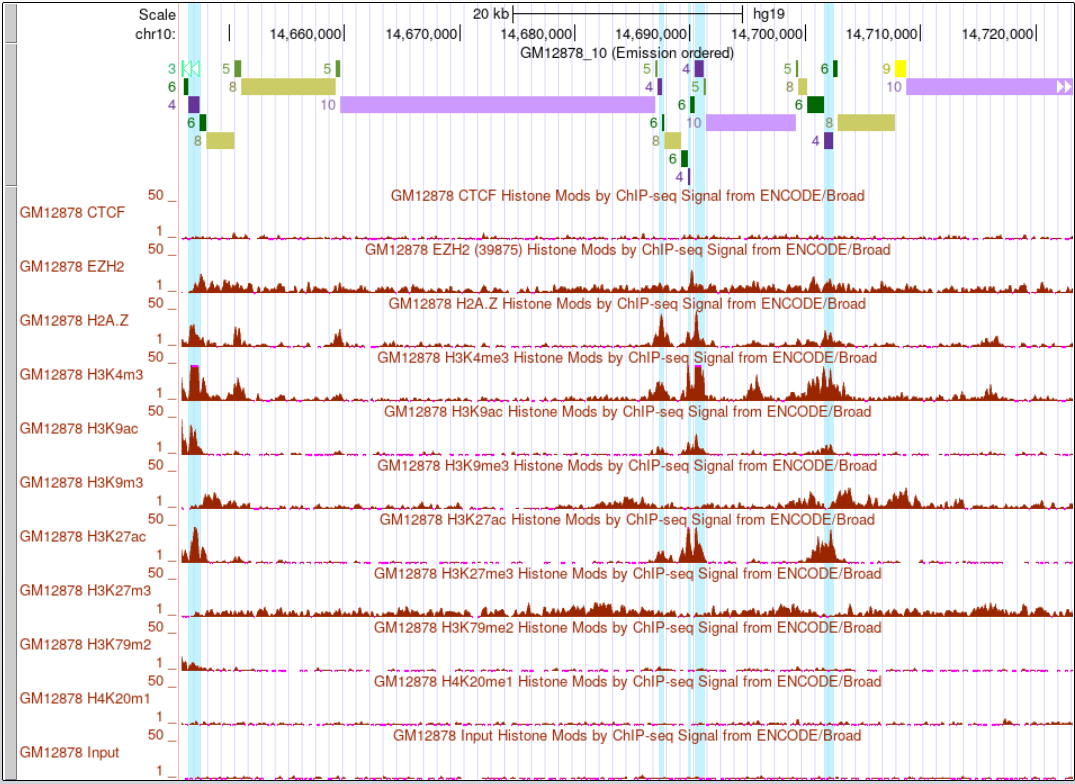 Scale 20 kb hg19
chr10: 14,660,000 14,670,000 14,680,000 14,690,000 14,700,000 14,710,000 14,720,000
GM12878_10 (Emission ordered)
3 5 5 5 4 5 6 9
6 8 4 5 8 10
4 10 6 6
6 6 10 8
8 8 4
6
4
50
GM12878 CTCF Histone Mods by ChIP-seq Signal from ENCODE/Broad
GM12878 CTCF
1
50
GM12878 EZH2 (39875) Histone Mods by ChIP-seq Signal from ENCODE/Broad
GM12878 EZH2
1
50
GM12878 H2A.Z Histone Mods by ChIP-seq Signal from ENCODE/Broad
GM12878 H2A.Z
1
50
GM12878 H3K4me3 Histone Mods by ChIP-seq Signal from ENCODE/Broad
GM12878 H3K4m3
1
50
GM12878 H3K9ac Histone Mods by ChIP-seq Signal from ENCODE/Broad
GM12878 H3K9ac
1
50
GM12878 H3K9me3 Histone Mods by ChIP-seq Signal from ENCODE/Broad
GM12878 H3K9m3
1
50
GM12878 H3K27ac Histone Mods by ChIP-seq Signal from ENCODE/Broad
GM12878 H3K27ac
1
50
GM12878 H3K27me3 Histone Mods by ChIP-seq Signal from ENCODE/Broad
GM12878 H3K27m3
1
50
GM12878 H3K79me2 Histone Mods by ChIP-seq Signal from ENCODE/Broad
GM12878 H3K79m2
1
50
GM12878 H4K20me1 Histone Mods by ChIP-seq Signal from ENCODE/Broad
GM12878 H4K20m1
1
50
GM12878 Input Histone Mods by ChIP-seq Signal from ENCODE/Broad
GM12878 Input
1